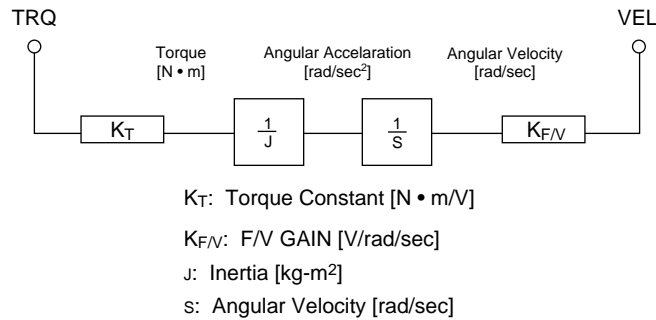 TRQ
VEL
Torque
[N • m]
Angular Accelaration
[rad/sec²]
Angular Velocity
[rad/sec]
K_T
1
J
1
S
K_F/V
K_T: Torque Constant [N • m/V]
K_F/V: F/V GAIN [V/rad/sec]
J: Inertia [kg-m²]
S: Angular Velocity [rad/sec]